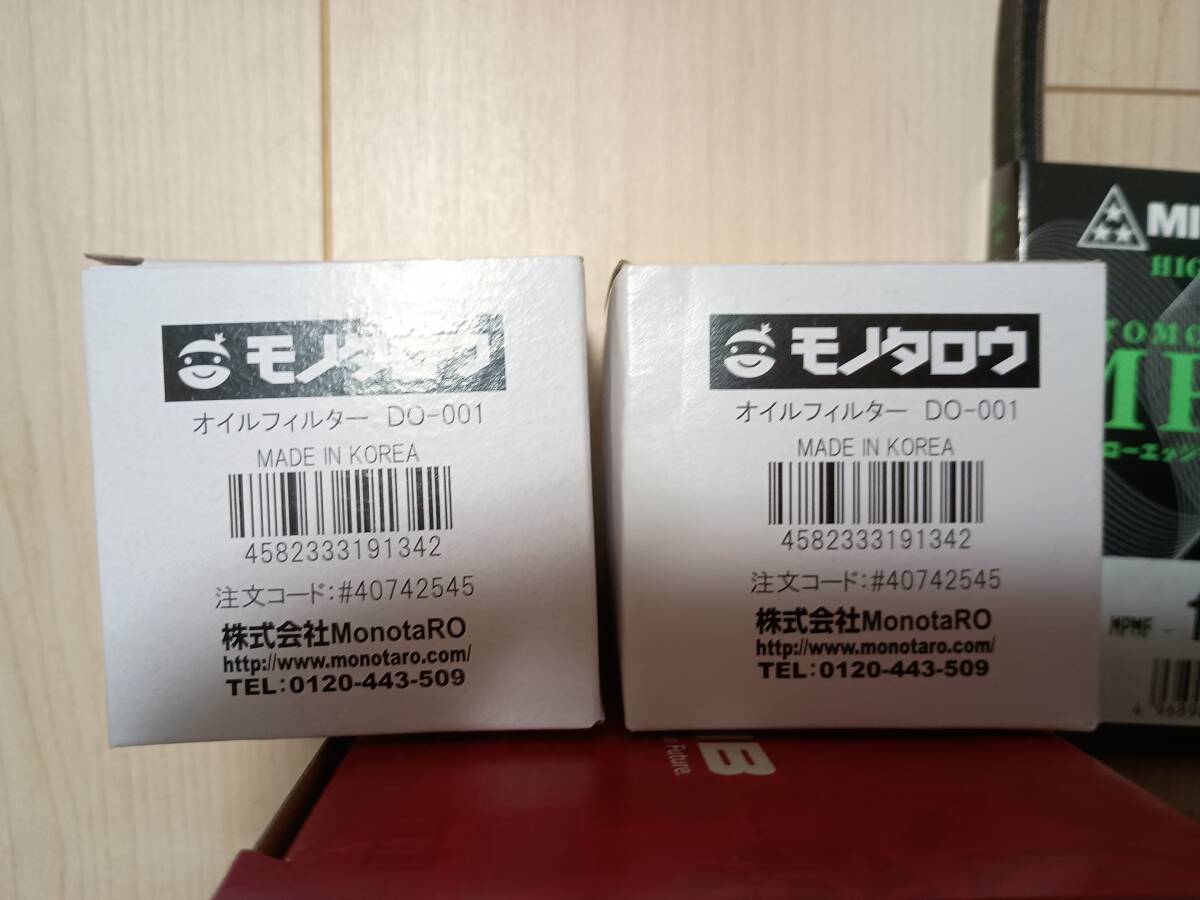 モノタロウ
オイルフィルター DO-001
MADE IN KOREA
4582333191342
注文コード:#40742545
株式会社MonotaRO
http://www.monotaro.com/
TEL:0120-443-509
モノタロウ
オイルフィルター DO-001
MADE IN KOREA
4582333191342
注文コード:#40742545
株式会社MonotaRO
http://www.monotaro.com/
TEL:0120-443-509
MPMF -
Future.